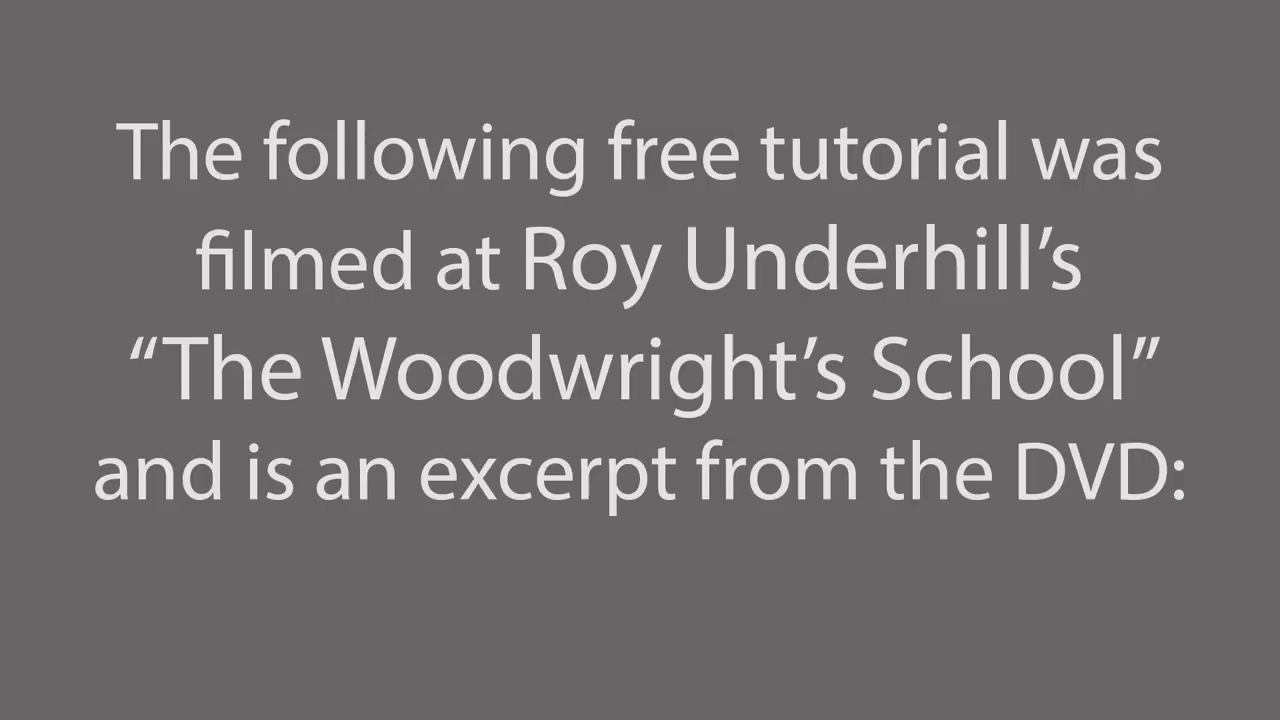 The following free tutorial was
filmed at Roy Underhill’s
“The Woodwright’s School”
and is an excerpt from the DVD: